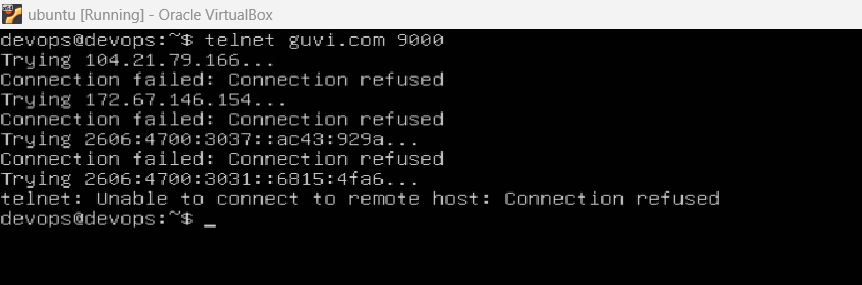 ubuntu [Running] - Oracle VirtualBox
devops@devops:~$ telnet guvi.com 9000
Trying 104.21.79.166...
Connection failed: Connection refused
Trying 172.67.146.154...
Connection failed: Connection refused
Trying 2606:4700:3037::ac43:929a...
Connection failed: Connection refused
Trying 2606:4700:3031::6815:4fa6...
telnet: Unable to connect to remote host: Connection refused
devops@devops:~$ _